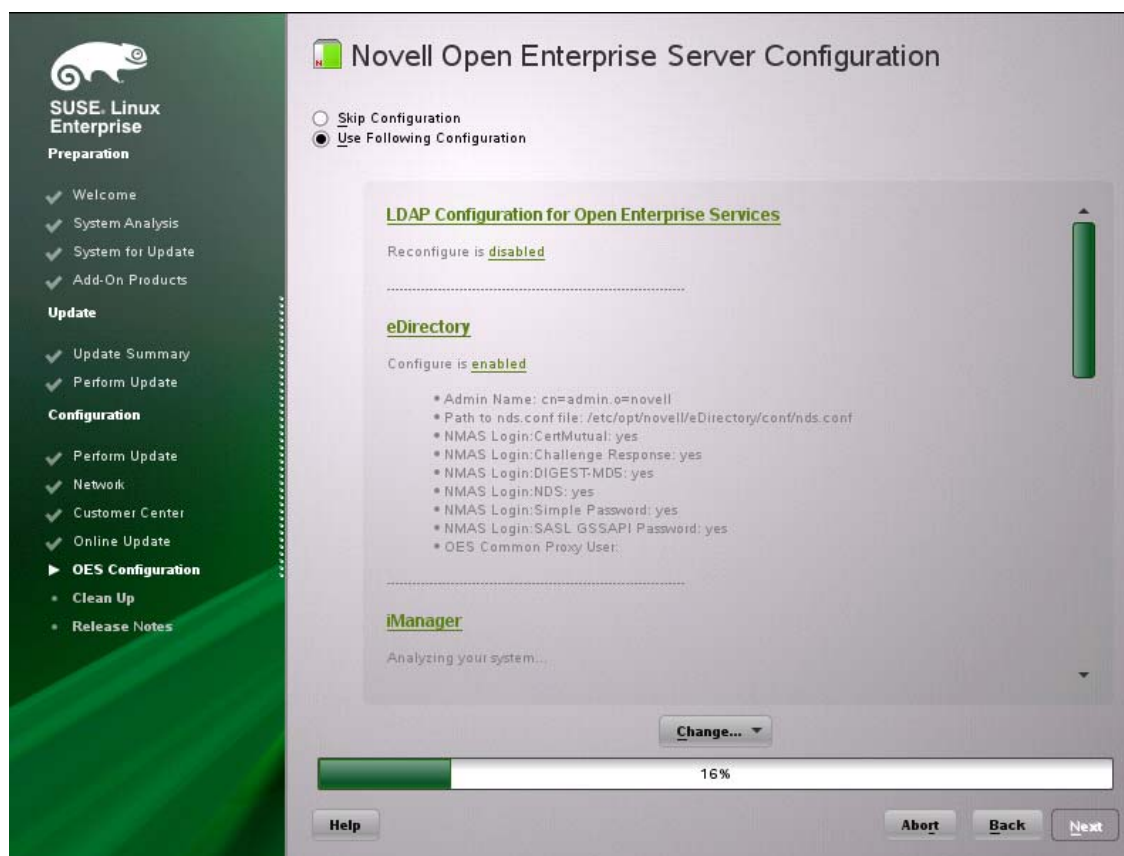 SUSE. Linux
Enterprise
Preparation
Welcome
System Analysis
System for Update
Add-On Products
Update
Update Summary
Perform Update
Configuration
Perform Update
Network
Customer Center
Online Update
OES Configuration
Clean Up
Release Notes
N
Novell Open Enterprise Server Configuration
Skip Configuration
Use Following Configuration
LDAP Configuration for Open Enterprise Services
Reconfigure is disabled
eDirectory
Configure is enabled
• Admin Name: cn=admin.o=novell
• Path to nds.conf file: /etc/opt/novell/eDirectory/conf/nds.conf
• NMAS Login:CertMutual: yes
• NMAS Login:Challenge Response: yes
• NMAS Login:DIGEST-MD5: yes
• NMAS Login:NDS: yes
• NMAS Login:Simple Password: yes
• NMAS Login:SASL GSSAPI Password: yes
• OES Common Proxy User:
iManager
Analyzing your system...
Change...
16%
Help
Abort
Back
Next